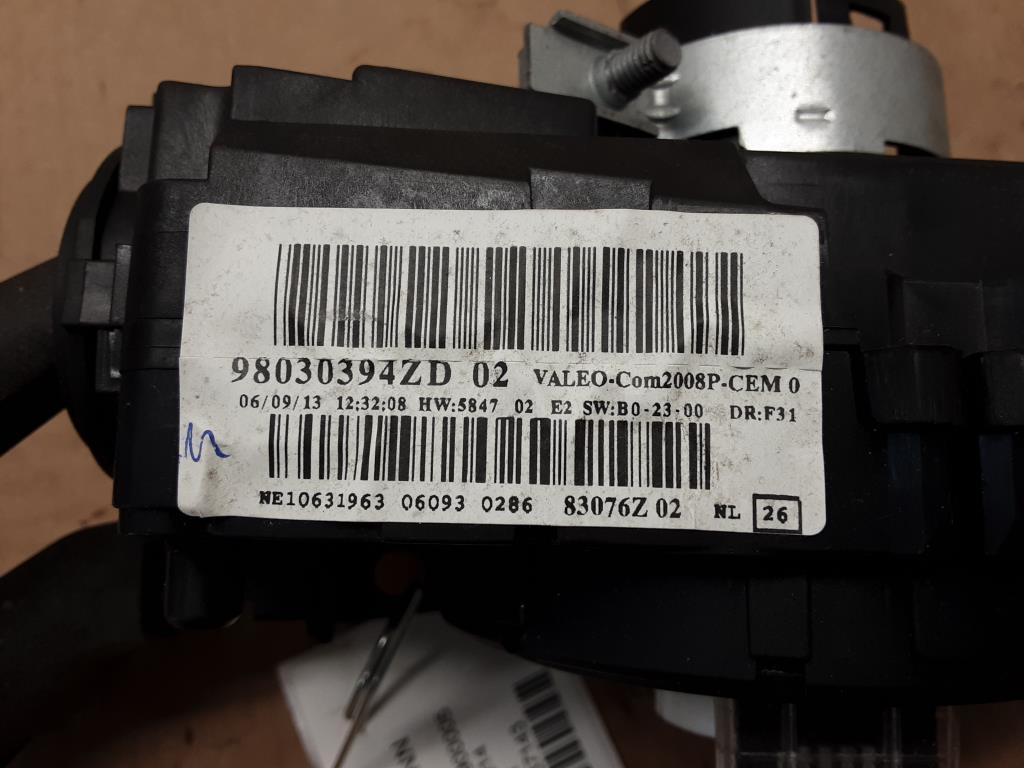 98030394ZD 02 VALEO-Com2008P-CEM 0
06/09/13 12:32:08 HW:5847 02 E2 SW:B0-23-00 DR:F31
NE10631963 06093 0286 83076Z 02 NL 26